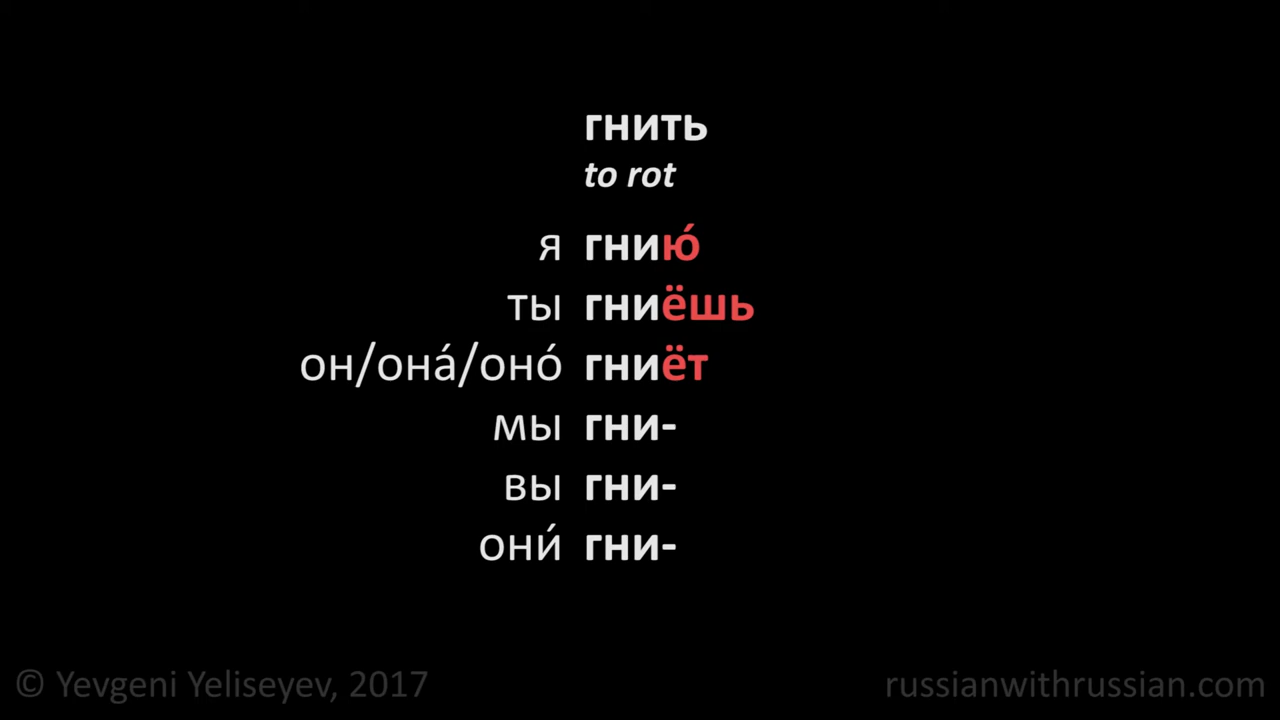 гнить
to rot
я гнию́
ты гниёшь
он/она́/оно́ гниёт
мы гни-
вы гни-
они́ гни-
© Yevgeni Yeliseyev, 2017
russianwithrussian.com